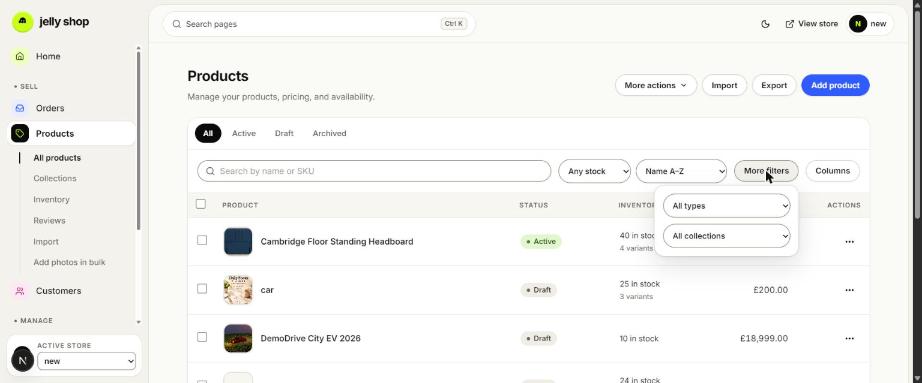 jelly shop
Search pages
Ctrl K
View store
N
new
Home
SELL
Orders
Products
All products
Collections
Inventory
Reviews
Import
Add photos in bulk
Customers
MANAGE
ACTIVE STORE
N
new
Products
Manage your products, pricing, and availability.
More actions
Import
Export
Add product
All
Active
Draft
Archived
Search by name or SKU
Any stock
Name A-Z
More filters
Columns
All types
All collections
PRODUCT
STATUS
ACTIONS
Cambridge Floor Standing Headboard
Active
40 in stock
4 variants
car
Draft
25 in stock
3 variants
£200.00
DemoDrive City EV 2026
Draft
10 in stock
£18,999.00
24 in stock